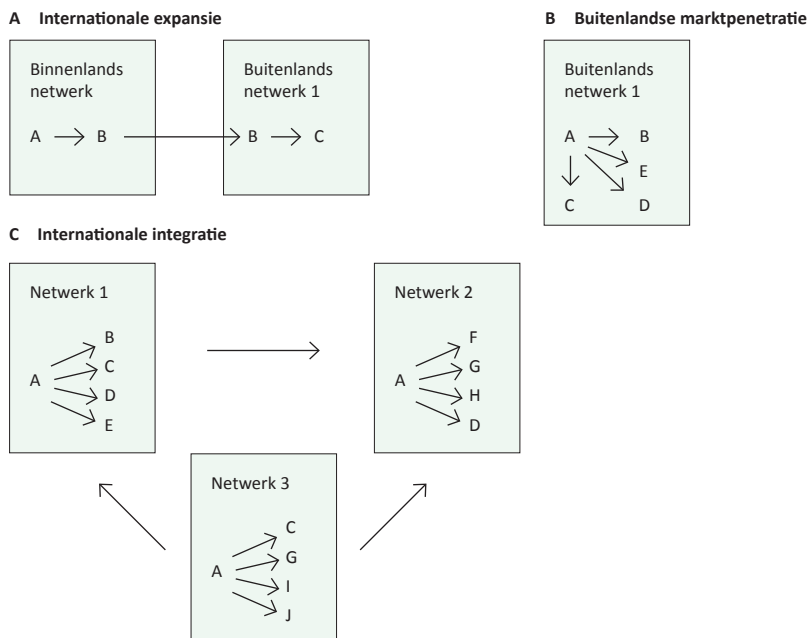 A Internationale expansie
Binnenlands
netwerk
A B
Buitenlands
netwerk 1
B C
B Buitenlandse marktpenetratie
Buitenlands
netwerk 1
A B
E
C D
C Internationale integratie
Netwerk 1
B
C
A
D
E
Netwerk 2
F
G
A
H
D
Netwerk 3
C
G
A
I
J